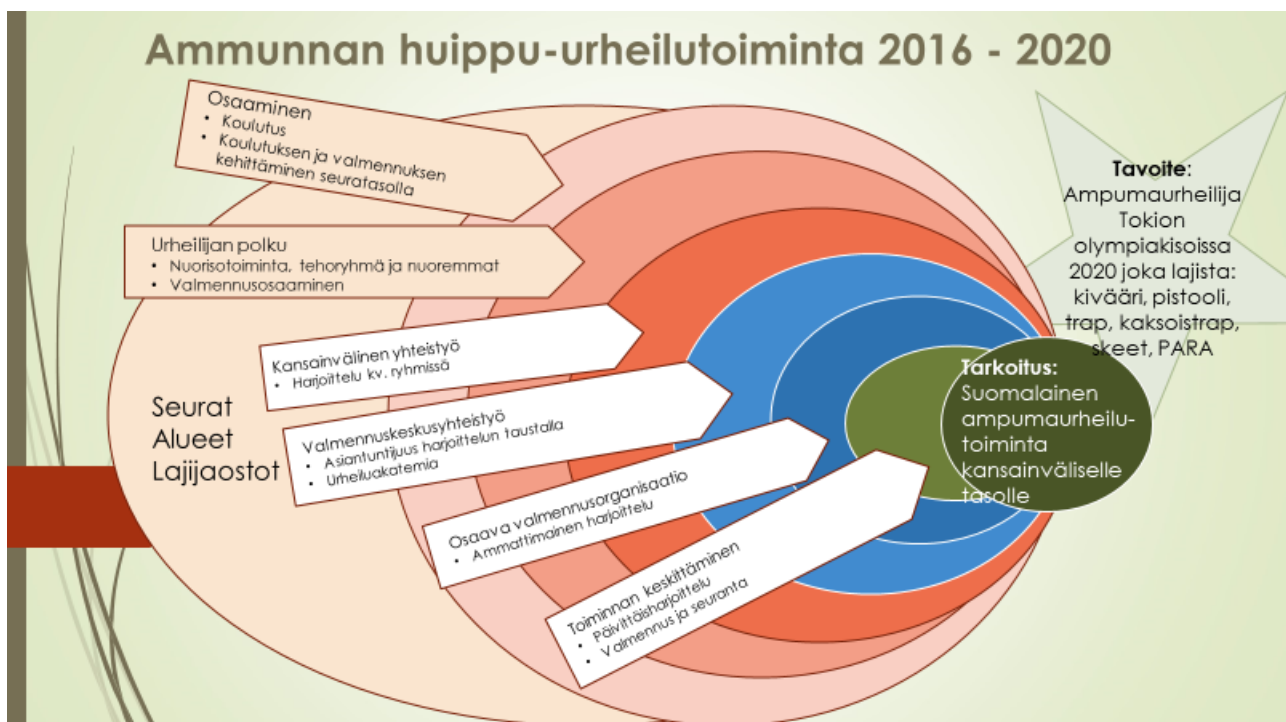 Ammunnan huippu-urheilutoiminta 2016 - 2020
Osaaminen
• Koulutus
• Koulutuksen ja valmennuksen
kehittäminen seuratasolla
Urheilijan polku
• Nuorisotoiminta, tehoryhmä ja nuoremmat
• Valmennusosaaminen
Kansainvälinen yhteistyö
• Harjoittelu kv. ryhmissä
Seurat
Alueet
Lajijaostot
Valmennuskeskusyhteistyö
• Asiantuntijuus harjoittelun taustalla
• Urheiluakatemia
Osaava valmennusorganisaatio
• Ammattimainen harjoittelu
Toiminnan keskittäminen
• Päivittäisharjoittelu
• Valmennus ja seuranta
Tavoite:
Ampumaurheilija
Tokion
olympiakisoissa
2020 joka lajista:
kivääri, pistooli,
trap, kaksoistrap,
skeet, PARA
Tarkoitus:
Suomalainen
ampumaurheilu-
toiminta
kansainväliselle
tasolle